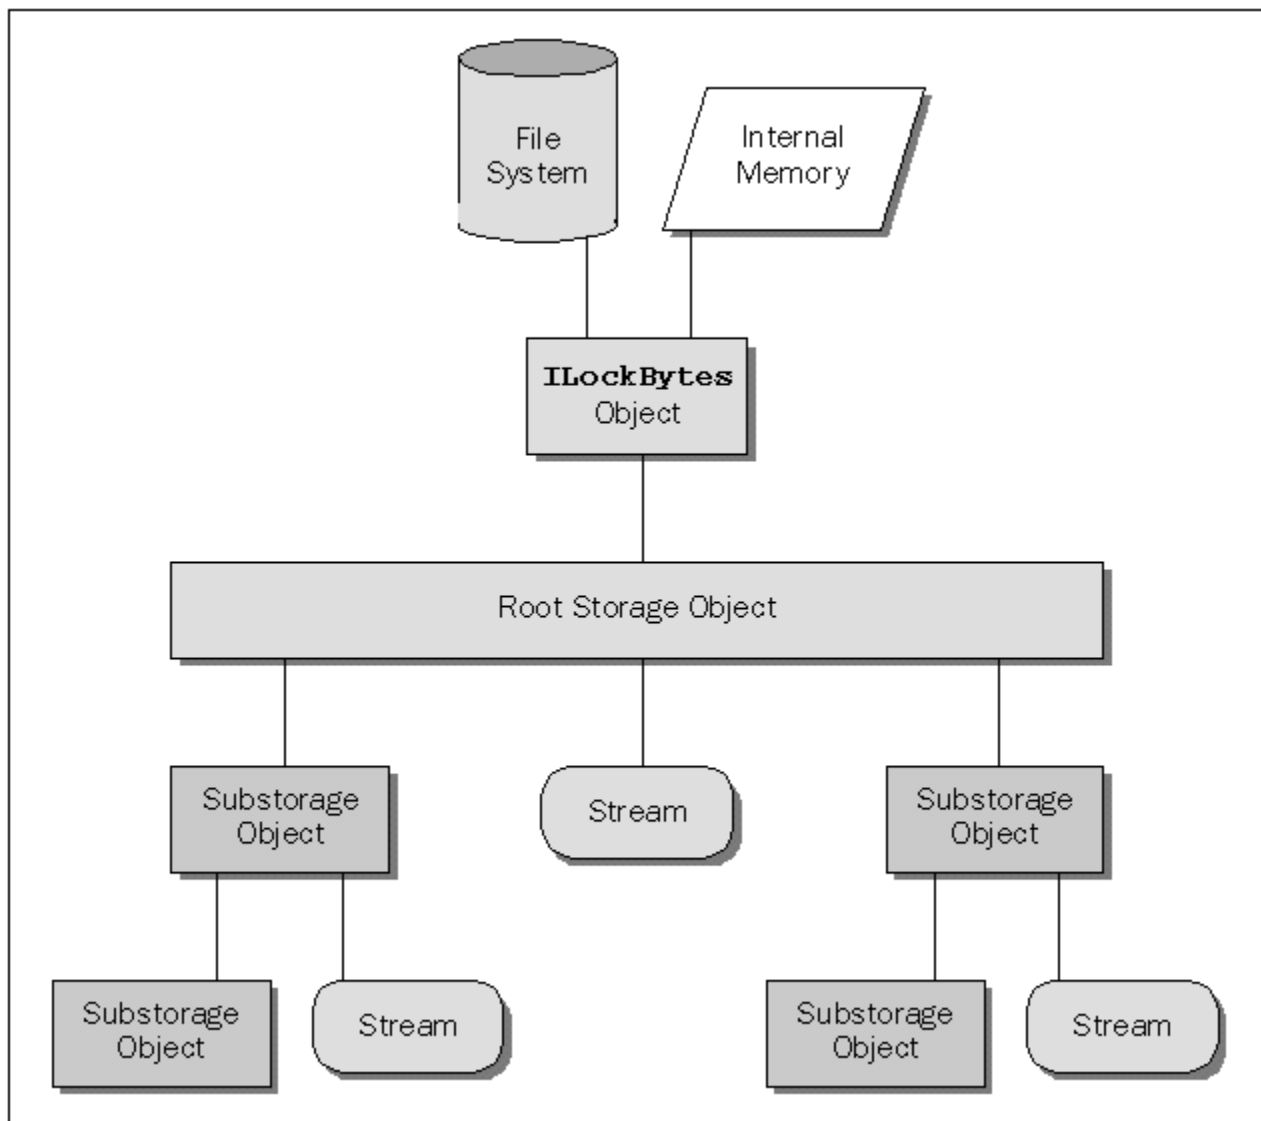 File
System
Internal
Memory
ILockBytes
Object
Root Storage Object
Substorage
Object
Stream
Substorage
Object
Substorage
Object
Stream
Substorage
Object
Stream